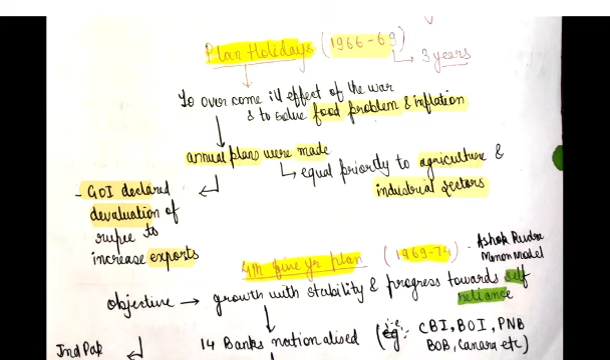 Plan Holidays (1966-69)
→ 3 years
To over come ill effect of the war
& to solve food problem & inflation
annual plans were made
→ equal priordy to agriculture &
industrial sectors
- GOI declared
devaluation of
rupee to
increase exports
4th five yr plan (1969-74) - Ashok Rudra
Manon Model
objective → growth with stability & progress towards self
reliance
14 Banks nationalised (i.e. CBI, BOI, PNB
BOB, Canara etc)
Ind Pak